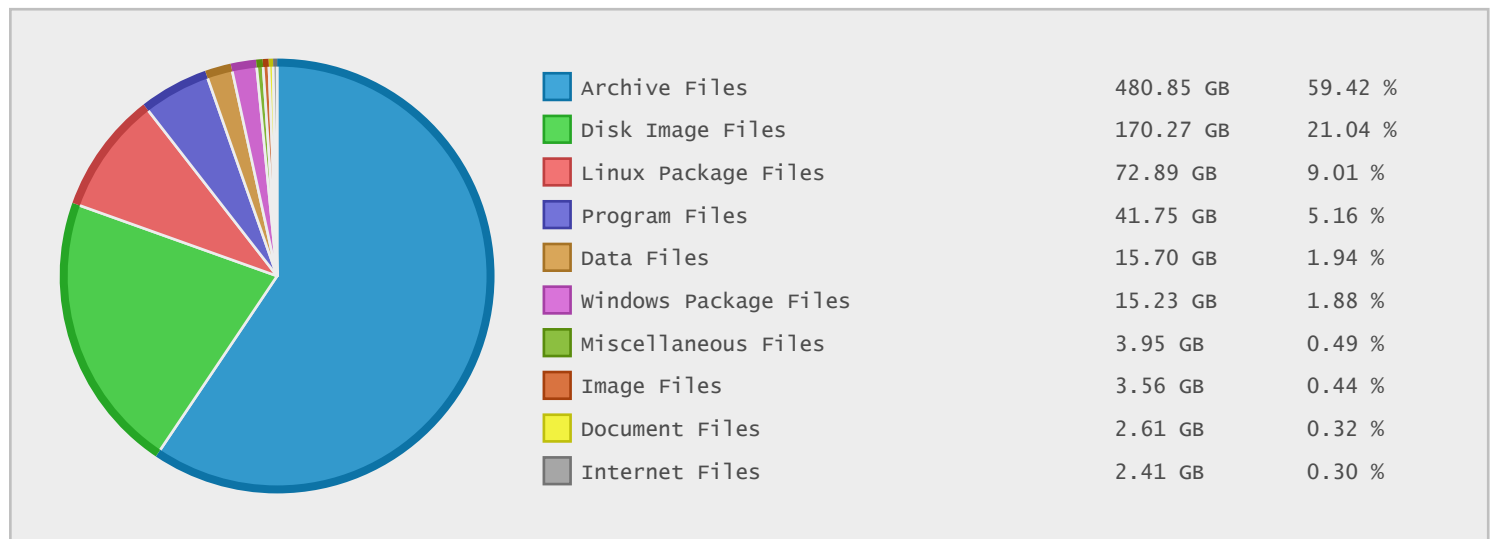 Archive Files 480.85 GB 59.42 %
Disk Image Files 170.27 GB 21.04 %
Linux Package Files 72.89 GB 9.01 %
Program Files 41.75 GB 5.16 %
Data Files 15.70 GB 1.94 %
Windows Package Files 15.23 GB 1.88 %
Miscellaneous Files 3.95 GB 0.49 %
Image Files 3.56 GB 0.44 %
Document Files 2.61 GB 0.32 %
Internet Files 2.41 GB 0.30 %